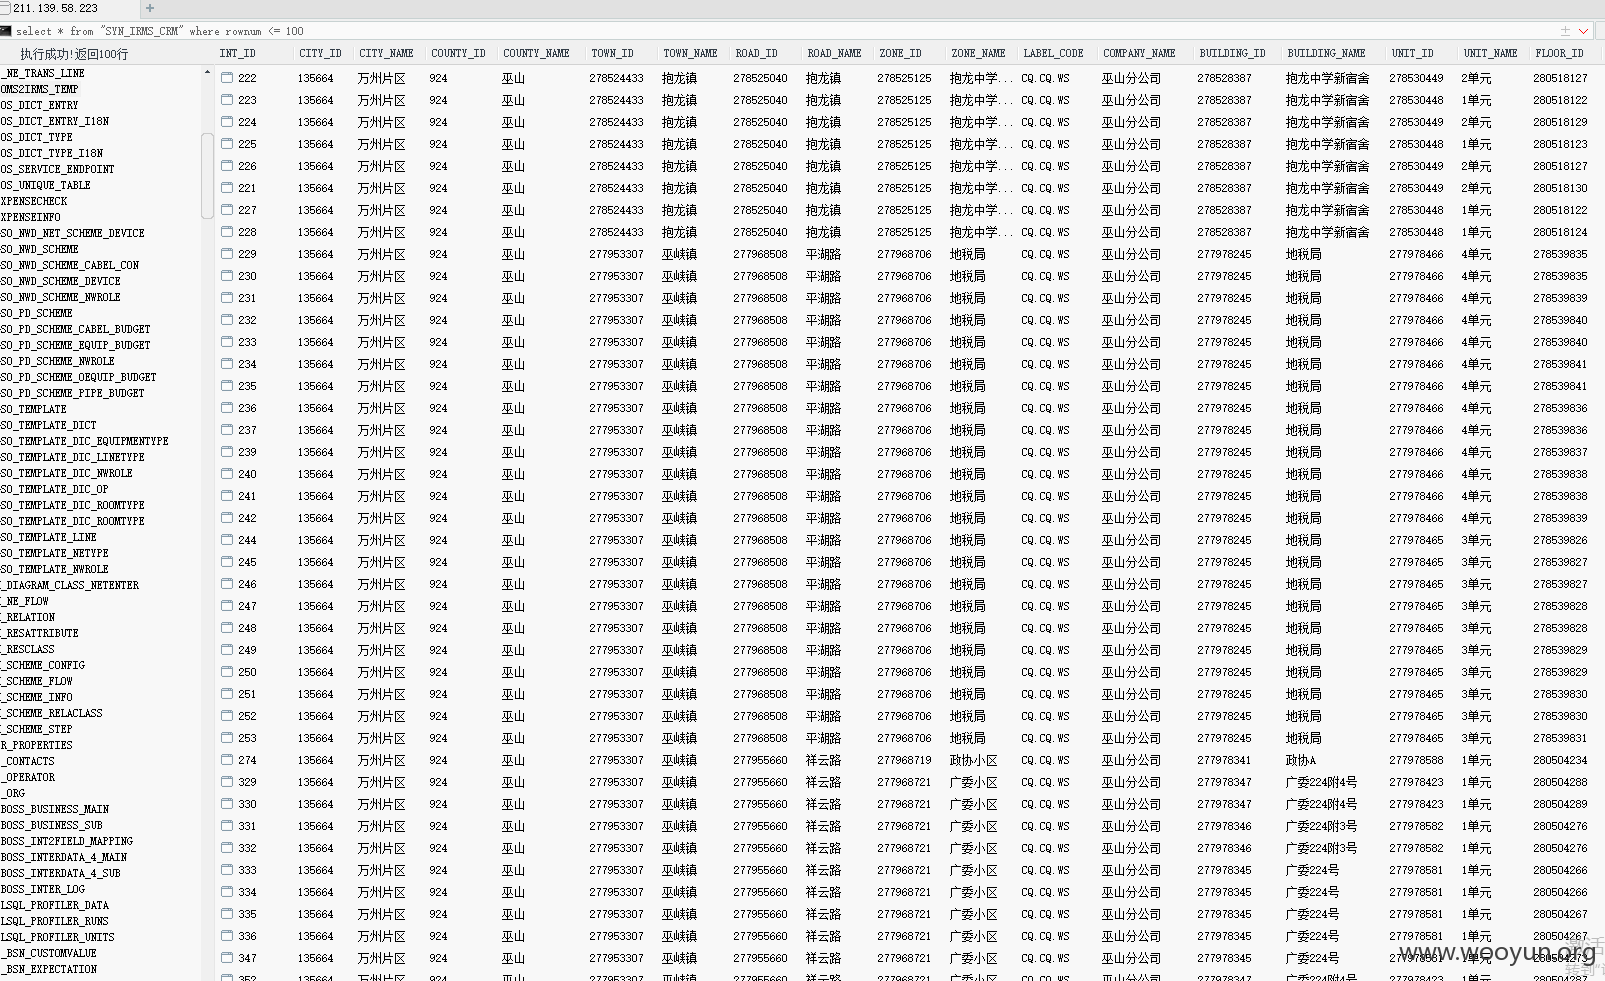 211.139.58.223
select * from "SYN_IRMS_CRM" where rownum <= 100
执行成功!返回100行 INT_ID CITY_ID CITY_NAME COUNTY_ID COUNTY_NAME TOWN_ID TOWN_NAME ROAD_ID ROAD_NAME ZONE_ID ZONE_NAME LABEL_CODE COMPANY_NAME BUILDING_ID BUILDING_NAME UNIT_ID UNIT_NAME FLOOR_ID
_NE_TRANS_LINE
OMS2IRMS_TEMP
OS_DICT_ENTRY
OS_DICT_ENTRY_I18N
OS_DICT_TYPE
OS_DICT_TYPE_I18N
OS_SERVICE_ENDPOINT
OS_UNIQUE_TABLE
XPENSECHECK
XPENSEINFO
SO_NWD_NET_SCHEME_DEVICE
SO_NWD_SCHEME
SO_NWD_SCHEME_CABEL_CON
SO_NWD_SCHEME_DEVICE
SO_NWD_SCHEME_NWROLE
SO_PD_SCHEME
SO_PD_SCHEME_CABEL_BUDGET
SO_PD_SCHEME_EQUIP_BUDGET
SO_PD_SCHEME_NWROLE
SO_PD_SCHEME_OEQUIP_BUDGET
SO_PD_SCHEME_PIPE_BUDGET
SO_TEMPLATE
SO_TEMPLATE_DICT
SO_TEMPLATE_DIC_EQUIPMENTYPE
SO_TEMPLATE_DIC_LINETYPE
SO_TEMPLATE_DIC_NWROLE
SO_TEMPLATE_DIC_OP
SO_TEMPLATE_DIC_ROOMTYPE
SO_TEMPLATE_DIC_ROOMTYPE
SO_TEMPLATE_LINE
SO_TEMPLATE_NETYPE
SO_TEMPLATE_NWROLE
_DIAGRAM_CLASS_NETENTER
_NE_FLOW
_RELATION
_RESATTRIBUTE
_RESCLASS
_SCHEME_CONFIG
_SCHEME_FLOW
_SCHEME_INFO
_SCHEME_RELACLASS
_SCHEME_STEP
R_PROPERTIES
_CONTACTS
_OPERATOR
_ORG
BOSS_BUSINESS_MAIN
BOSS_BUSINESS_SUB
BOSS_INT2FIELD_MAPPING
BOSS_INTERDATA_4_MAIN
BOSS_INTERDATA_4_SUB
BOSS_INTER_LOG
LSQL_PROFILER_DATA
LSQL_PROFILER_RUNS
LSQL_PROFILER_UNITS
_BSN_CUSTOMVALUE
_BSN_EXPECTATION
222 135664 万州片区 924 巫山 278524433 抱龙镇 278525040 抱龙镇 278525125 抱龙中学... CQ.CQ.WS 巫山分公司 278528387 抱龙中学新宿舍 278530449 2单元 280518127
223 135664 万州片区 924 巫山 278524433 抱龙镇 278525040 抱龙镇 278525125 抱龙中学... CQ.CQ.WS 巫山分公司 278528387 抱龙中学新宿舍 278530448 1单元 280518122
224 135664 万州片区 924 巫山 278524433 抱龙镇 278525040 抱龙镇 278525125 抱龙中学... CQ.CQ.WS 巫山分公司 278528387 抱龙中学新宿舍 278530449 2单元 280518129
225 135664 万州片区 924 巫山 278524433 抱龙镇 278525040 抱龙镇 278525125 抱龙中学... CQ.CQ.WS 巫山分公司 278528387 抱龙中学新宿舍 278530448 1单元 280518123
226 135664 万州片区 924 巫山 278524433 抱龙镇 278525040 抱龙镇 278525125 抱龙中学... CQ.CQ.WS 巫山分公司 278528387 抱龙中学新宿舍 278530449 2单元 280518127
221 135664 万州片区 924 巫山 278524433 抱龙镇 278525040 抱龙镇 278525125 抱龙中学... CQ.CQ.WS 巫山分公司 278528387 抱龙中学新宿舍 278530449 2单元 280518130
227 135664 万州片区 924 巫山 278524433 抱龙镇 278525040 抱龙镇 278525125 抱龙中学... CQ.CQ.WS 巫山分公司 278528387 抱龙中学新宿舍 278530448 1单元 280518122
228 135664 万州片区 924 巫山 278524433 抱龙镇 278525040 抱龙镇 278525125 抱龙中学... CQ.CQ.WS 巫山分公司 278528387 抱龙中学新宿舍 278530448 1单元 280518124
229 135664 万州片区 924 巫山 277953307 巫峡镇 277968508 平湖路 277968706 地税局 CQ.CQ.WS 巫山分公司 277978245 地税局 277978466 4单元 278539835
230 135664 万州片区 924 巫山 277953307 巫峡镇 277968508 平湖路 277968706 地税局 CQ.CQ.WS 巫山分公司 277978245 地税局 277978466 4单元 278539835
231 135664 万州片区 924 巫山 277953307 巫峡镇 277968508 平湖路 277968706 地税局 CQ.CQ.WS 巫山分公司 277978245 地税局 277978466 4单元 278539839
232 135664 万州片区 924 巫山 277953307 巫峡镇 277968508 平湖路 277968706 地税局 CQ.CQ.WS 巫山分公司 277978245 地税局 277978466 4单元 278539840
233 135664 万州片区 924 巫山 277953307 巫峡镇 277968508 平湖路 277968706 地税局 CQ.CQ.WS 巫山分公司 277978245 地税局 277978466 4单元 278539840
234 135664 万州片区 924 巫山 277953307 巫峡镇 277968508 平湖路 277968706 地税局 CQ.CQ.WS 巫山分公司 277978245 地税局 277978466 4单元 278539841
235 135664 万州片区 924 巫山 277953307 巫峡镇 277968508 平湖路 277968706 地税局 CQ.CQ.WS 巫山分公司 277978245 地税局 277978466 4单元 278539841
236 135664 万州片区 924 巫山 277953307 巫峡镇 277968508 平湖路 277968706 地税局 CQ.CQ.WS 巫山分公司 277978245 地税局 277978466 4单元 278539836
237 135664 万州片区 924 巫山 277953307 巫峡镇 277968508 平湖路 277968706 地税局 CQ.CQ.WS 巫山分公司 277978245 地税局 277978466 4单元 278539836
239 135664 万州片区 924 巫山 277953307 巫峡镇 277968508 平湖路 277968706 地税局 CQ.CQ.WS 巫山分公司 277978245 地税局 277978466 4单元 278539837
240 135664 万州片区 924 巫山 277953307 巫峡镇 277968508 平湖路 277968706 地税局 CQ.CQ.WS 巫山分公司 277978245 地税局 277978466 4单元 278539838
241 135664 万州片区 924 巫山 277953307 巫峡镇 277968508 平湖路 277968706 地税局 CQ.CQ.WS 巫山分公司 277978245 地税局 277978466 4单元 278539838
242 135664 万州片区 924 巫山 277953307 巫峡镇 277968508 平湖路 277968706 地税局 CQ.CQ.WS 巫山分公司 277978245 地税局 277978466 4单元 278539839
244 135664 万州片区 924 巫山 277953307 巫峡镇 277968508 平湖路 277968706 地税局 CQ.CQ.WS 巫山分公司 277978245 地税局 277978465 3单元 278539826
245 135664 万州片区 924 巫山 277953307 巫峡镇 277968508 平湖路 277968706 地税局 CQ.CQ.WS 巫山分公司 277978245 地税局 277978465 3单元 278539827
246 135664 万州片区 924 巫山 277953307 巫峡镇 277968508 平湖路 277968706 地税局 CQ.CQ.WS 巫山分公司 277978245 地税局 277978465 3单元 278539827
247 135664 万州片区 924 巫山 277953307 巫峡镇 277968508 平湖路 277968706 地税局 CQ.CQ.WS 巫山分公司 277978245 地税局 277978465 3单元 278539828
248 135664 万州片区 924 巫山 277953307 巫峡镇 277968508 平湖路 277968706 地税局 CQ.CQ.WS 巫山分公司 277978245 地税局 277978465 3单元 278539828
249 135664 万州片区 924 巫山 277953307 巫峡镇 277968508 平湖路 277968706 地税局 CQ.CQ.WS 巫山分公司 277978245 地税局 277978465 3单元 278539829
250 135664 万州片区 924 巫山 277953307 巫峡镇 277968508 平湖路 277968706 地税局 CQ.CQ.WS 巫山分公司 277978245 地税局 277978465 3单元 278539829
251 135664 万州片区 924 巫山 277953307 巫峡镇 277968508 平湖路 277968706 地税局 CQ.CQ.WS 巫山分公司 277978245 地税局 277978465 3单元 278539830
252 135664 万州片区 924 巫山 277953307 巫峡镇 277968508 平湖路 277968706 地税局 CQ.CQ.WS 巫山分公司 277978245 地税局 277978465 3单元 278539830
253 135664 万州片区 924 巫山 277953307 巫峡镇 277968508 平湖路 277968706 地税局 CQ.CQ.WS 巫山分公司 277978245 地税局 277978465 3单元 278539831
274 135664 万州片区 924 巫山 277953307 巫峡镇 277955660 祥云路 277968719 政协小区 CQ.CQ.WS 巫山分公司 277978341 政协A 277978588 1单元 280504234
329 135664 万州片区 924 巫山 277953307 巫峡镇 277955660 祥云路 277968721 广委小区 CQ.CQ.WS 巫山分公司 277978347 广委224附4号 277978423 1单元 280504288
330 135664 万州片区 924 巫山 277953307 巫峡镇 277955660 祥云路 277968721 广委小区 CQ.CQ.WS 巫山分公司 277978347 广委224附4号 277978423 1单元 280504289
331 135664 万州片区 924 巫山 277953307 巫峡镇 277955660 祥云路 277968721 广委小区 CQ.CQ.WS 巫山分公司 277978346 广委224附3号 277978582 1单元 280504276
332 135664 万州片区 924 巫山 277953307 巫峡镇 277955660 祥云路 277968721 广委小区 CQ.CQ.WS 巫山分公司 277978346 广委224附3号 277978582 1单元 280504276
333 135664 万州片区 924 巫山 277953307 巫峡镇 277955660 祥云路 277968721 广委小区 CQ.CQ.WS 巫山分公司 277978345 广委224号 277978581 1单元 280504266
334 135664 万州片区 924 巫山 277953307 巫峡镇 277955660 祥云路 277968721 广委小区 CQ.CQ.WS 巫山分公司 277978345 广委224号 277978581 1单元 280504266
335 135664 万州片区 924 巫山 277953307 巫峡镇 277955660 祥云路 277968721 广委小区 CQ.CQ.WS 巫山分公司 277978345 广委224号 277978581 1单元 280504267
336 135664 万州片区 924 巫山 277953307 巫峡镇 277955660 祥云路 277968721 广委小区 CQ.CQ.WS 巫山分公司 277978345 广委224号 277978581 1单元 280504267
347 135664 万州片区 924 巫山 277953307 巫峡镇 277955660 祥云路 277968721 广委小区 CQ.CQ.WS 巫山分公司 277978345 广委224号
www.wooyun.org